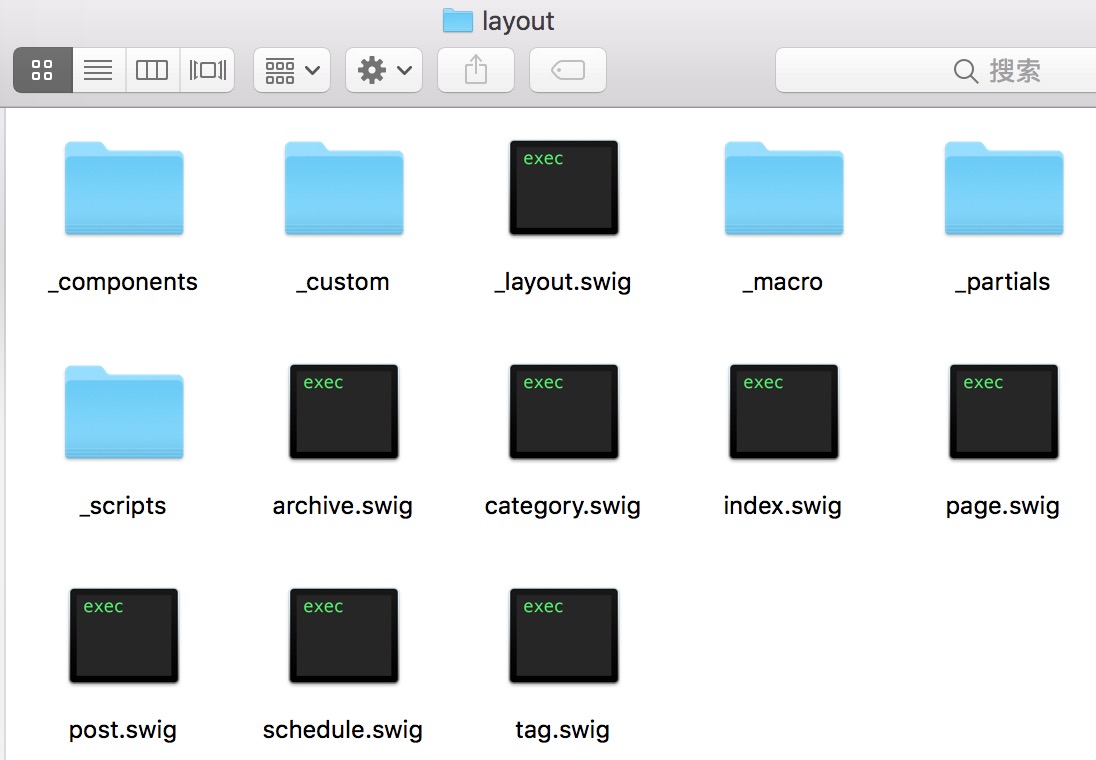 layout
搜索
exec
_components
_custom
_layout.swig
_macro
_partials
exec
exec
exec
exec
_scripts
archive.swig
category.swig
index.swig
page.swig
exec
exec
exec
post.swig
schedule.swig
tag.swig